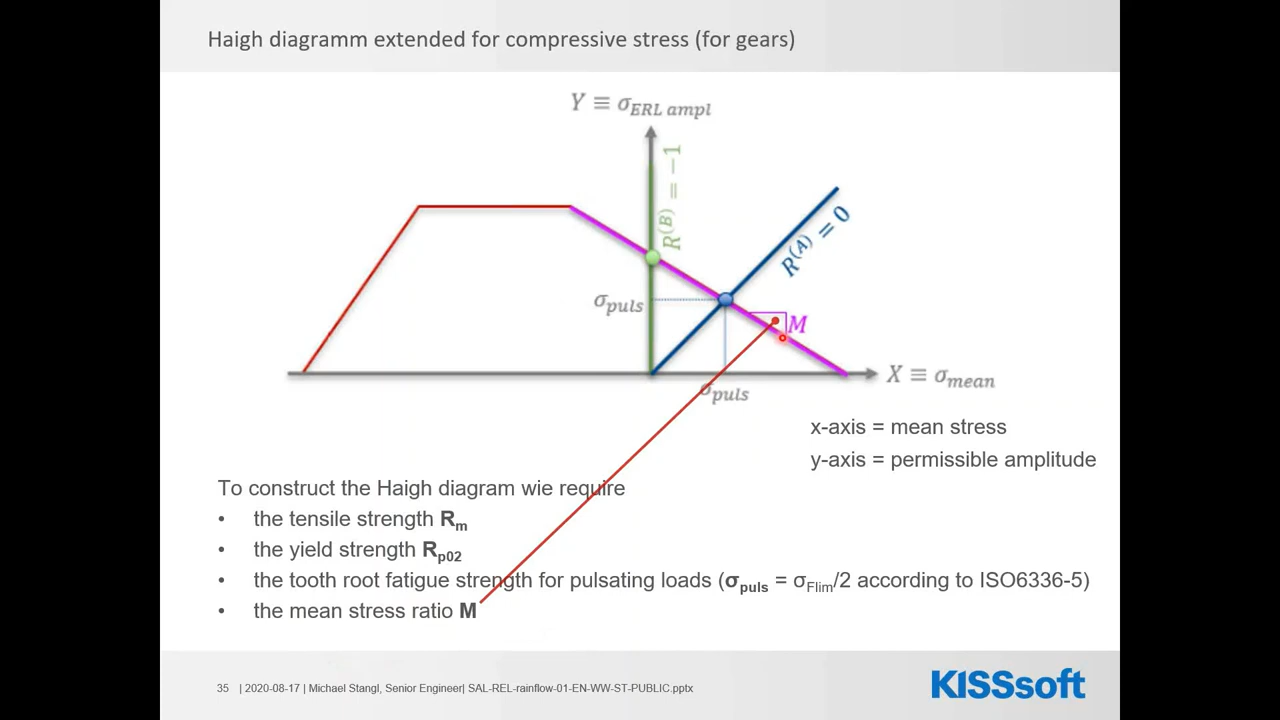 Haigh diagramm extended for compressive stress (for gears)
Y ≡ σERL ampl
R(B) = −1
R(A) = 0
σpuls
M
σpuls
X ≡ σmean
x-axis = mean stress
y-axis = permissible amplitude
To construct the Haigh diagram wie require
• the tensile strength Rm
• the yield strength Rp02
• the tooth root fatigue strength for pulsating loads (σpuls = σFlim/2 according to ISO6336-5)
• the mean stress ratio M
35 | 2020-08-17 | Michael Stangl, Senior Engineer| SAL-REL-rainflow-01-EN-WW-ST-PUBLIC.pptx
KISSsoft